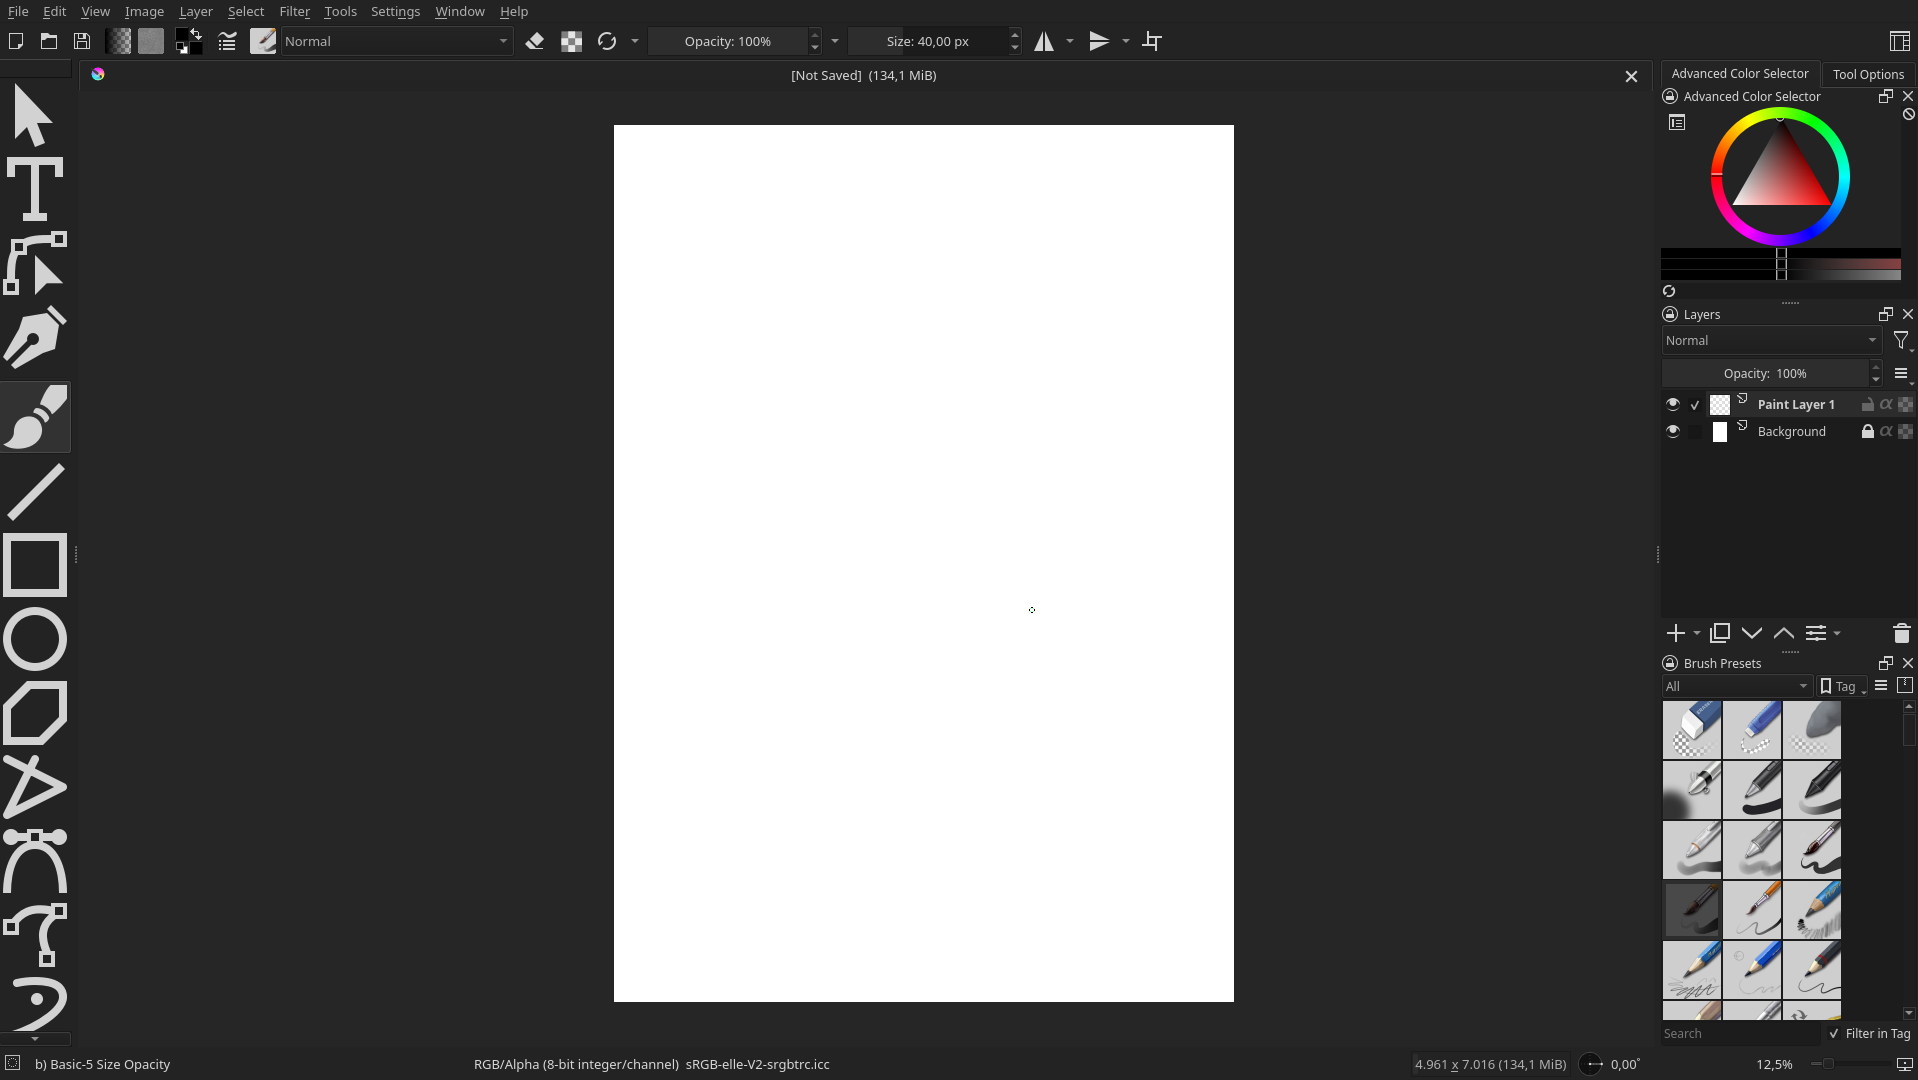 File Edit View Image Layer Select Filter Tools Settings Window Help
Normal Opacity: 100% Size: 40,00 px
[Not Saved] (134,1 MiB)
Advanced Color Selector Tool Options
Advanced Color Selector
Layers
Normal
Opacity: 100%
Paint Layer 1
Background
Brush Presets
All Tag
Search Filter in Tag
b) Basic-5 Size Opacity RGB/Alpha (8-bit integer/channel) sRGB-elle-V2-srgbtrc.icc 4.961 x 7.016 (134,1 MiB) 0,00° 12,5%